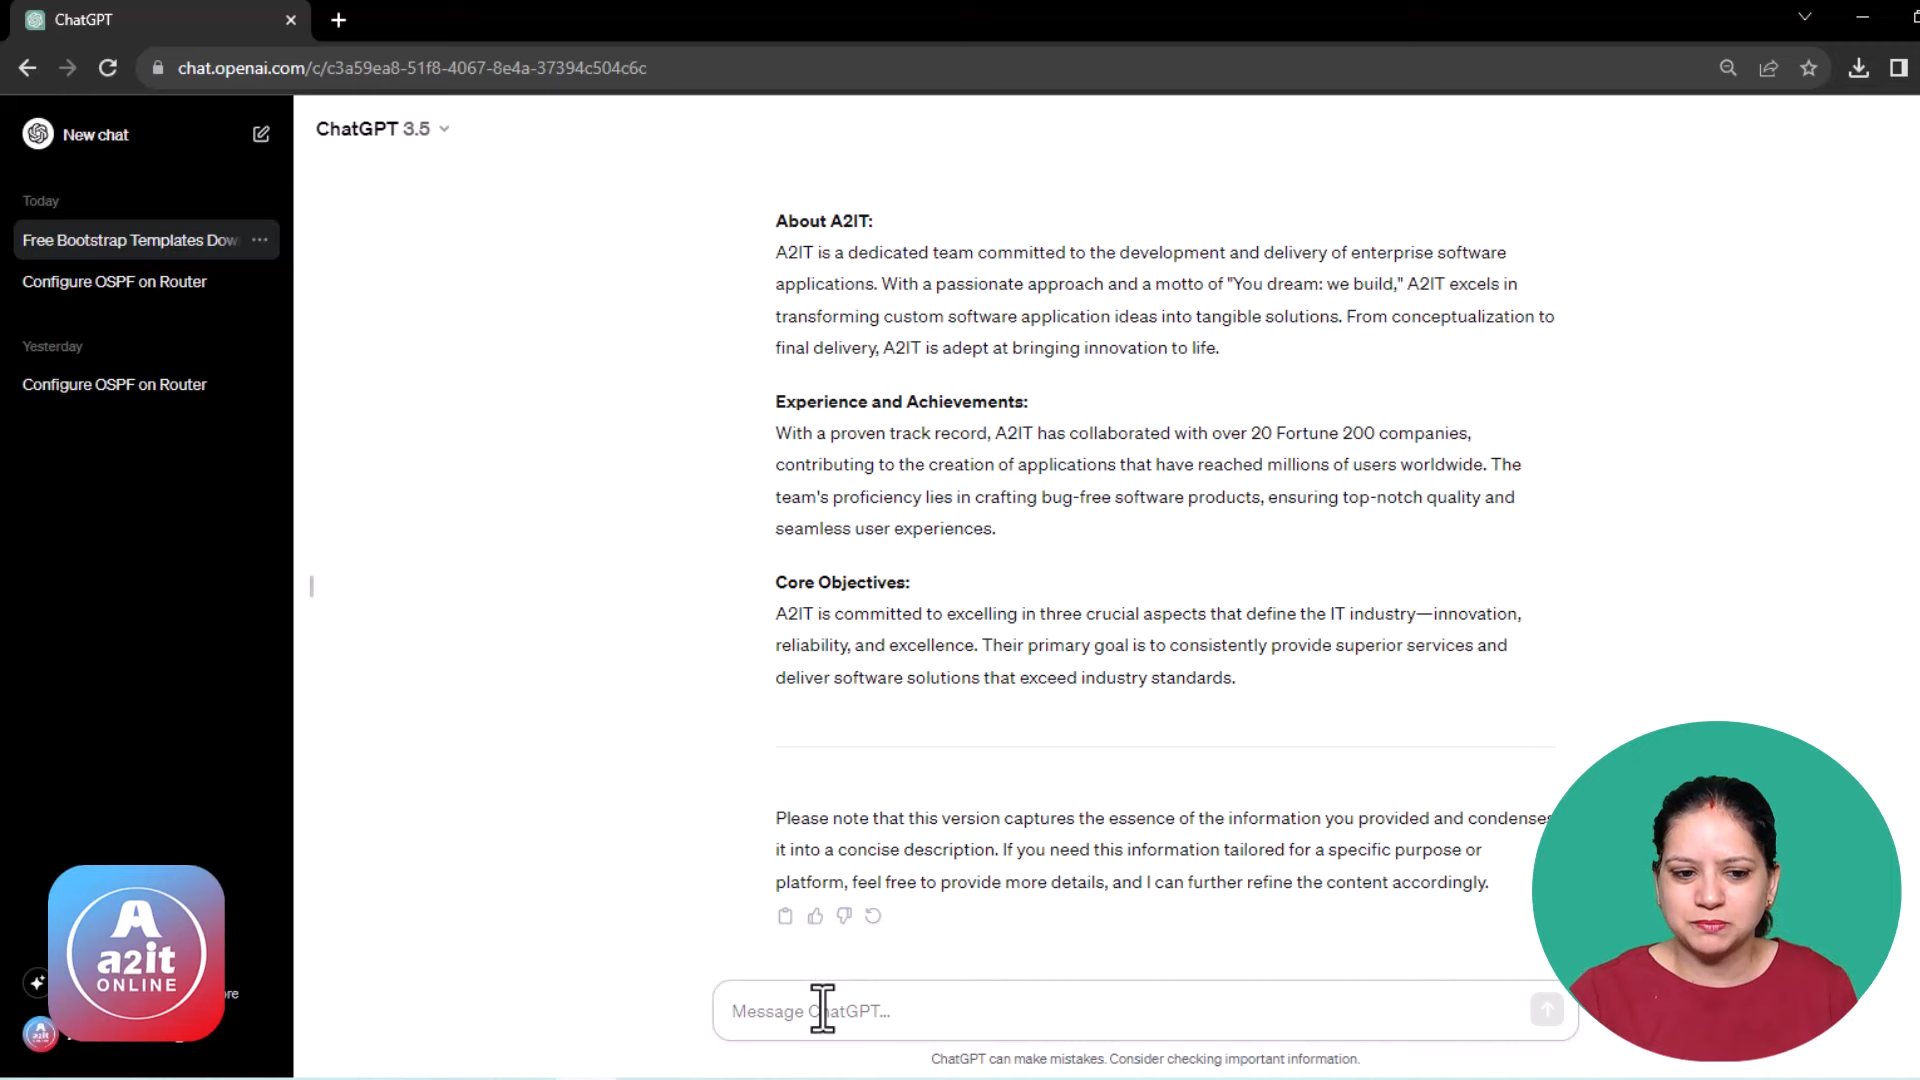 ChatGPT
chat.openai.com/c/c3a59ea8-51f8-4067-8e4a-37394c504c6c
New chat
Today
Free Bootstrap Templates Dow
Configure OSPF on Router
Yesterday
Configure OSPF on Router
ChatGPT 3.5
About A2IT:
A2IT is a dedicated team committed to the development and delivery of enterprise software
applications. With a passionate approach and a motto of "You dream: we build," A2IT excels in
transforming custom software application ideas into tangible solutions. From conceptualization to
final delivery, A2IT is adept at bringing innovation to life.
Experience and Achievements:
With a proven track record, A2IT has collaborated with over 20 Fortune 200 companies,
contributing to the creation of applications that have reached millions of users worldwide. The
team's proficiency lies in crafting bug-free software products, ensuring top-notch quality and
seamless user experiences.
Core Objectives:
A2IT is committed to excelling in three crucial aspects that define the IT industry—innovation,
reliability, and excellence. Their primary goal is to consistently provide superior services and
deliver software solutions that exceed industry standards.
Please note that this version captures the essence of the information you provided and condenses
it into a concise description. If you need this information tailored for a specific purpose or
platform, feel free to provide more details, and I can further refine the content accordingly.
Message ChatGPT...
ChatGPT can make mistakes. Consider checking important information.
A
a2it
ONLINE
ore